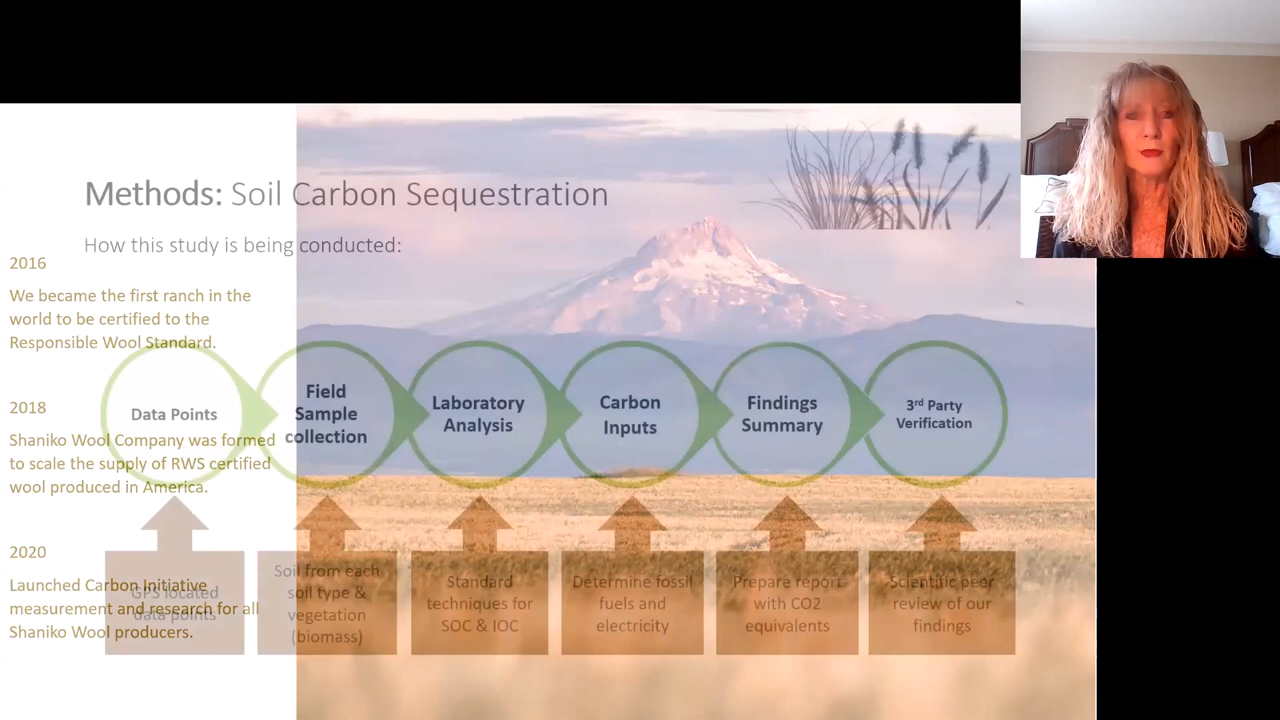 Methods: Soil Carbon Sequestration
How this study is being conducted:
2016
We became the first ranch in the
world to be certified to the
Responsible Wool Standard.
2018
Shaniko Wool Company was formed
to scale the supply of RWS certified
wool produced in America.
2020
Launched Carbon Initiative
measurement and research for all
Shaniko Wool producers.
Data Points
Field
Sample
collection
Laboratory
Analysis
Carbon
Inputs
Findings
Summary
3rd Party
Verification
GPS located
data points
Soil from each
soil type &
vegetation
(biomass)
Standard
techniques for
SOC & IOC
Determine fossil
fuels and
electricity
Prepare report
with CO2
equivalents
Scientific peer
review of our
findings